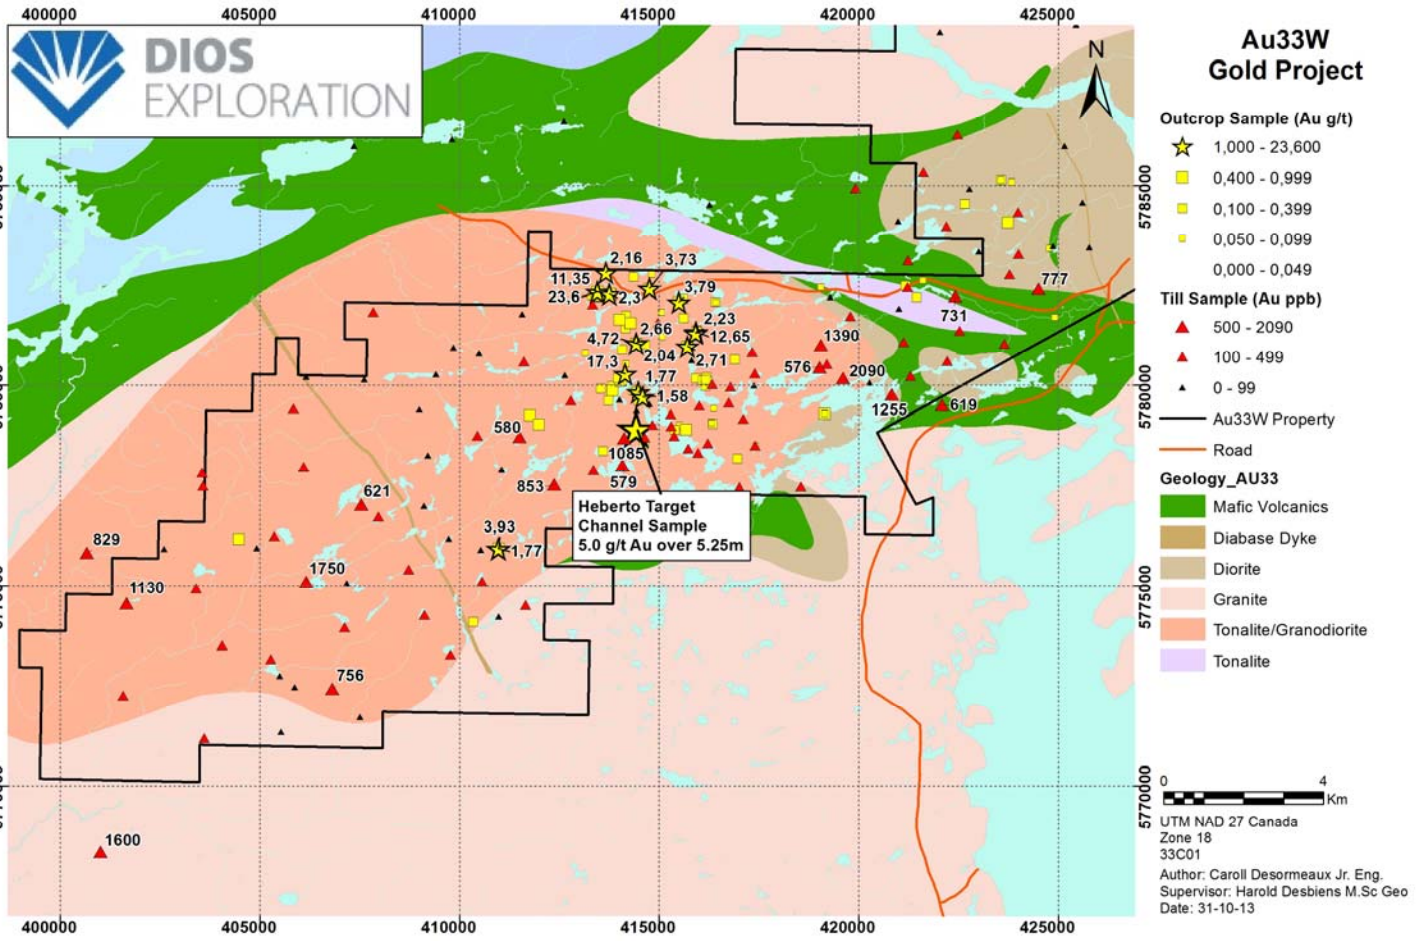 400000 405000 410000 415000 420000 425000
DIOS
EXPLORATION
N
Au33W
Gold Project
Outcrop Sample (Au g/t)
1,000 - 23,600
0,400 - 0,999
0,100 - 0,399
0,050 - 0,099
0,000 - 0,049
Till Sample (Au ppb)
500 - 2090
100 - 499
0 - 99
Au33W Property
Road
Geology_AU33
Mafic Volcanics
Diabase Dyke
Diorite
Granite
Tonalite/Granodiorite
Tonalite
5785000
2,16
3,73
11,35
23,6
2,3
3,79
777
731
2,23
2,66
12,65
4,72
2,04
2,71
1390
17,3
1,77
576
2090
5780000
1,58
1255
619
580
1085
853
579
621
Heberto Target
Channel Sample
5.0 g/t Au over 5.25m
3,93
1,77
829
1750
1130
5775000
756
5770000
1600
0 4
Km
UTM NAD 27 Canada
Zone 18
33C01
Author: Caroll Desormeaux Jr. Eng.
Supervisor: Harold Desbiens M.Sc Geo
Date: 31-10-13
400000 405000 410000 415000 420000 425000